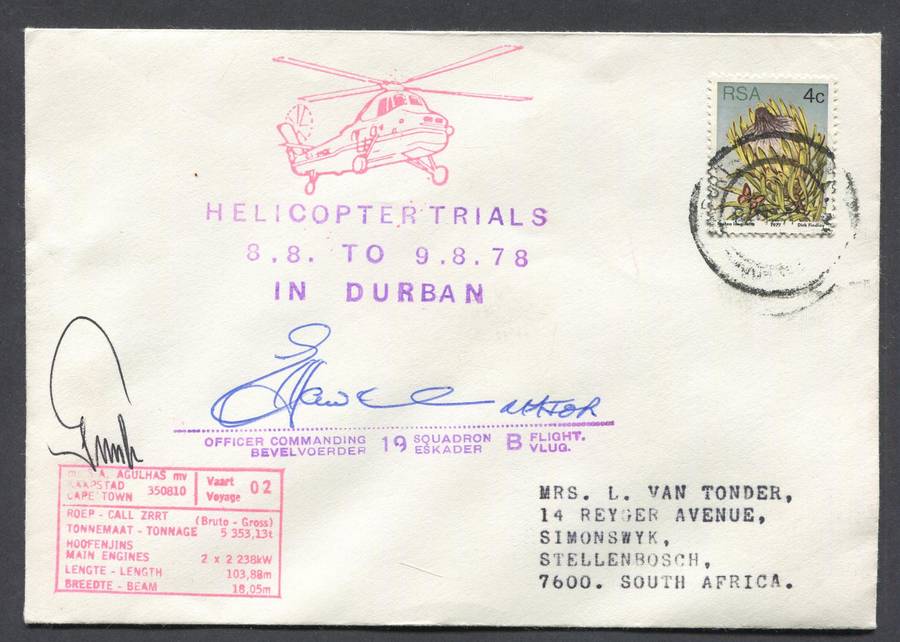 RSA 4c
HELICOPTER TRIALS
8.8. TO 9.8.78
IN DURBAN
1977 Dick Findlay
OFFICER COMMANDING 19 SQUADRON B FLIGHT.
BEVELVOERDER ESKADER VLUG.
AGULHAS mv
KAAPSTAD
CAPE TOWN 350810
Vaart
Voyage 02
ROEP - CALL ZRRT
(Bruto - Gross)
TONNEMAAT - TONNAGE 5 353,13t
HOOFENJINS
MAIN ENGINES 2 x 2 238kW
LENGTE - LENGTH 103,88m
BREEDTE - BEAM 18,05m
MRS. L. VAN TONDER,
14 REYGER AVENUE,
SIMONSWYK,
STELLENBOSCH,
7600. SOUTH AFRICA.